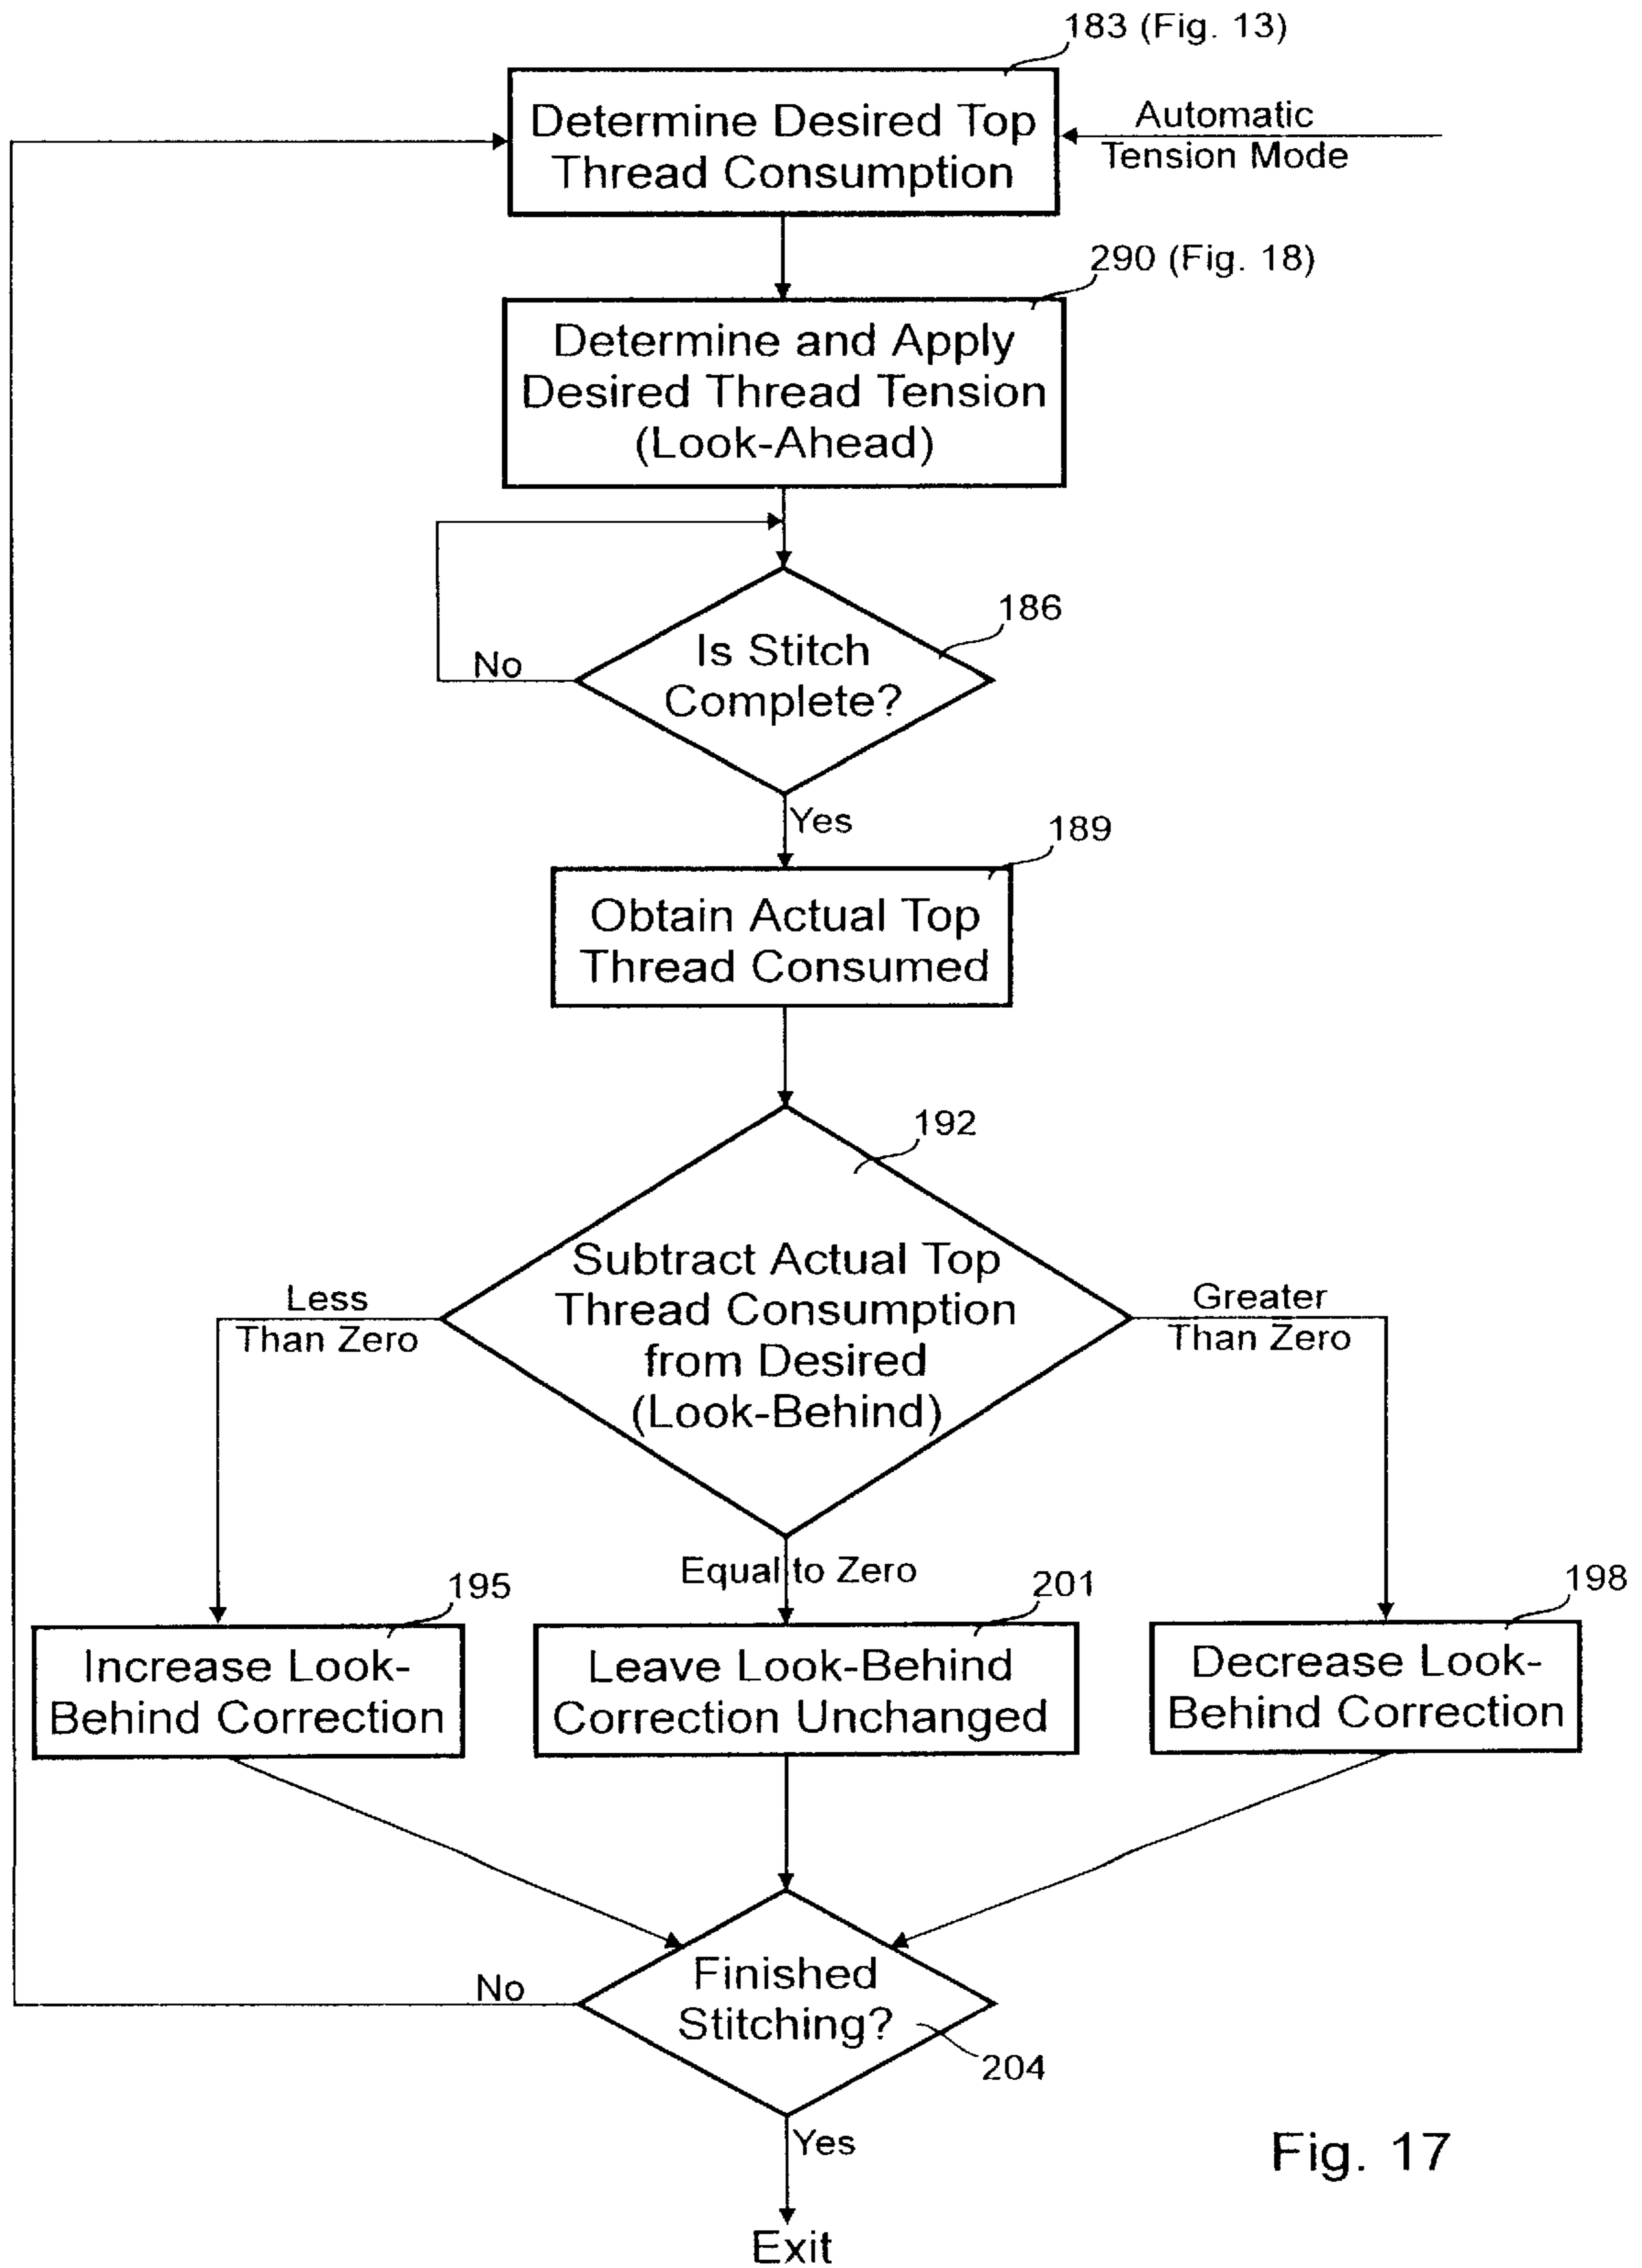 183 (Fig. 13)
Determine Desired Top
Thread Consumption
Automatic
Tension Mode
290 (Fig. 18)
Determine and Apply
Desired Thread Tension
(Look-Ahead)
186
Is Stitch
Complete?
No
Yes
189
Obtain Actual Top
Thread Consumed
192
Subtract Actual Top
Thread Consumption
from Desired
(Look-Behind)
Less
Than Zero
Greater
Than Zero
Equal to Zero
195
Increase Look-
Behind Correction
201
Leave Look-Behind
Correction Unchanged
198
Decrease Look-
Behind Correction
Finished
Stitching?
No
204
Yes
Exit
Fig. 17